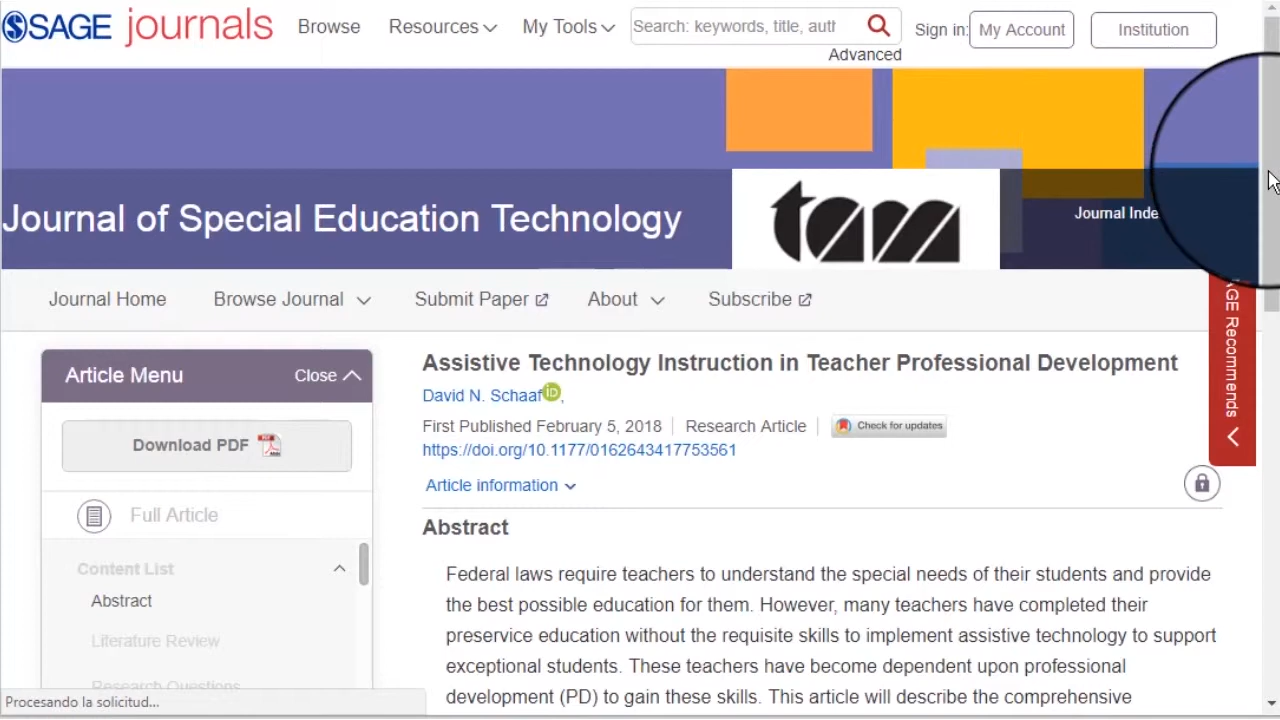 SAGE journals
Browse
Resources
My Tools
Search: keywords, title, auth
Sign in:
My Account
Institution
Advanced
Journal of Special Education Technology
tam
Journal Inde
Journal Home
Browse Journal
Submit Paper
About
Subscribe
GE Recommends
Article Menu
Close
Download PDF
Full Article
Content List
Abstract
Literature Review
Research Questions
Assistive Technology Instruction in Teacher Professional Development
David N. Schaaf iD,
First Published February 5, 2018 Research Article Check for updates
https://doi.org/10.1177/0162643417753561
Article information
Abstract
Federal laws require teachers to understand the special needs of their students and provide
the best possible education for them. However, many teachers have completed their
preservice education without the requisite skills to implement assistive technology to support
exceptional students. These teachers have become dependent upon professional
development (PD) to gain these skills. This article will describe the comprehensive
Procesando la solicitud...